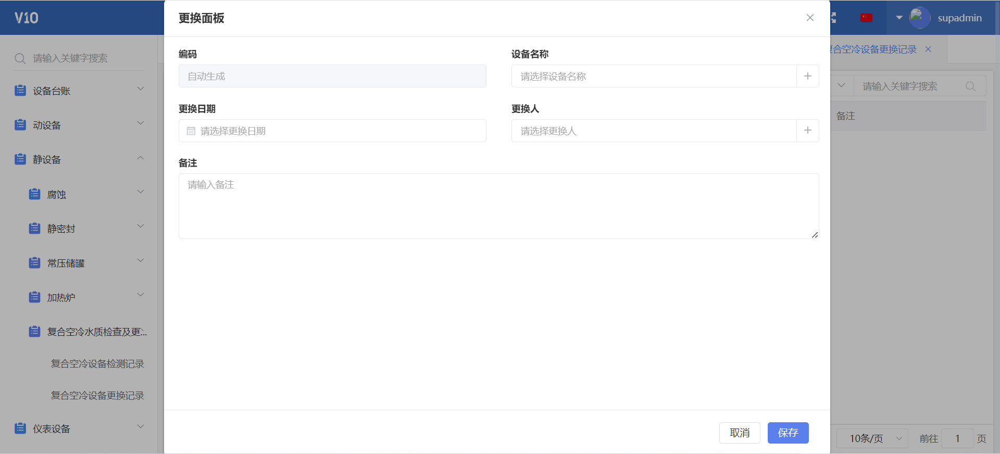 V10
更换面板
supadmin
请输入关键字搜索
复合空冷设备更换记录
设备台账
动设备
静设备
腐蚀
静密封
常压储罐
加热炉
复合空冷水质检查及更...
复合空冷设备检测记录
复合空冷设备更换记录
仪表设备
编码
自动生成
设备名称
请选择设备名称
更换日期
请选择更换日期
更换人
请选择更换人
备注
请输入备注
取消
保存
请输入关键字搜索
备注
10条/页
前往 1 页